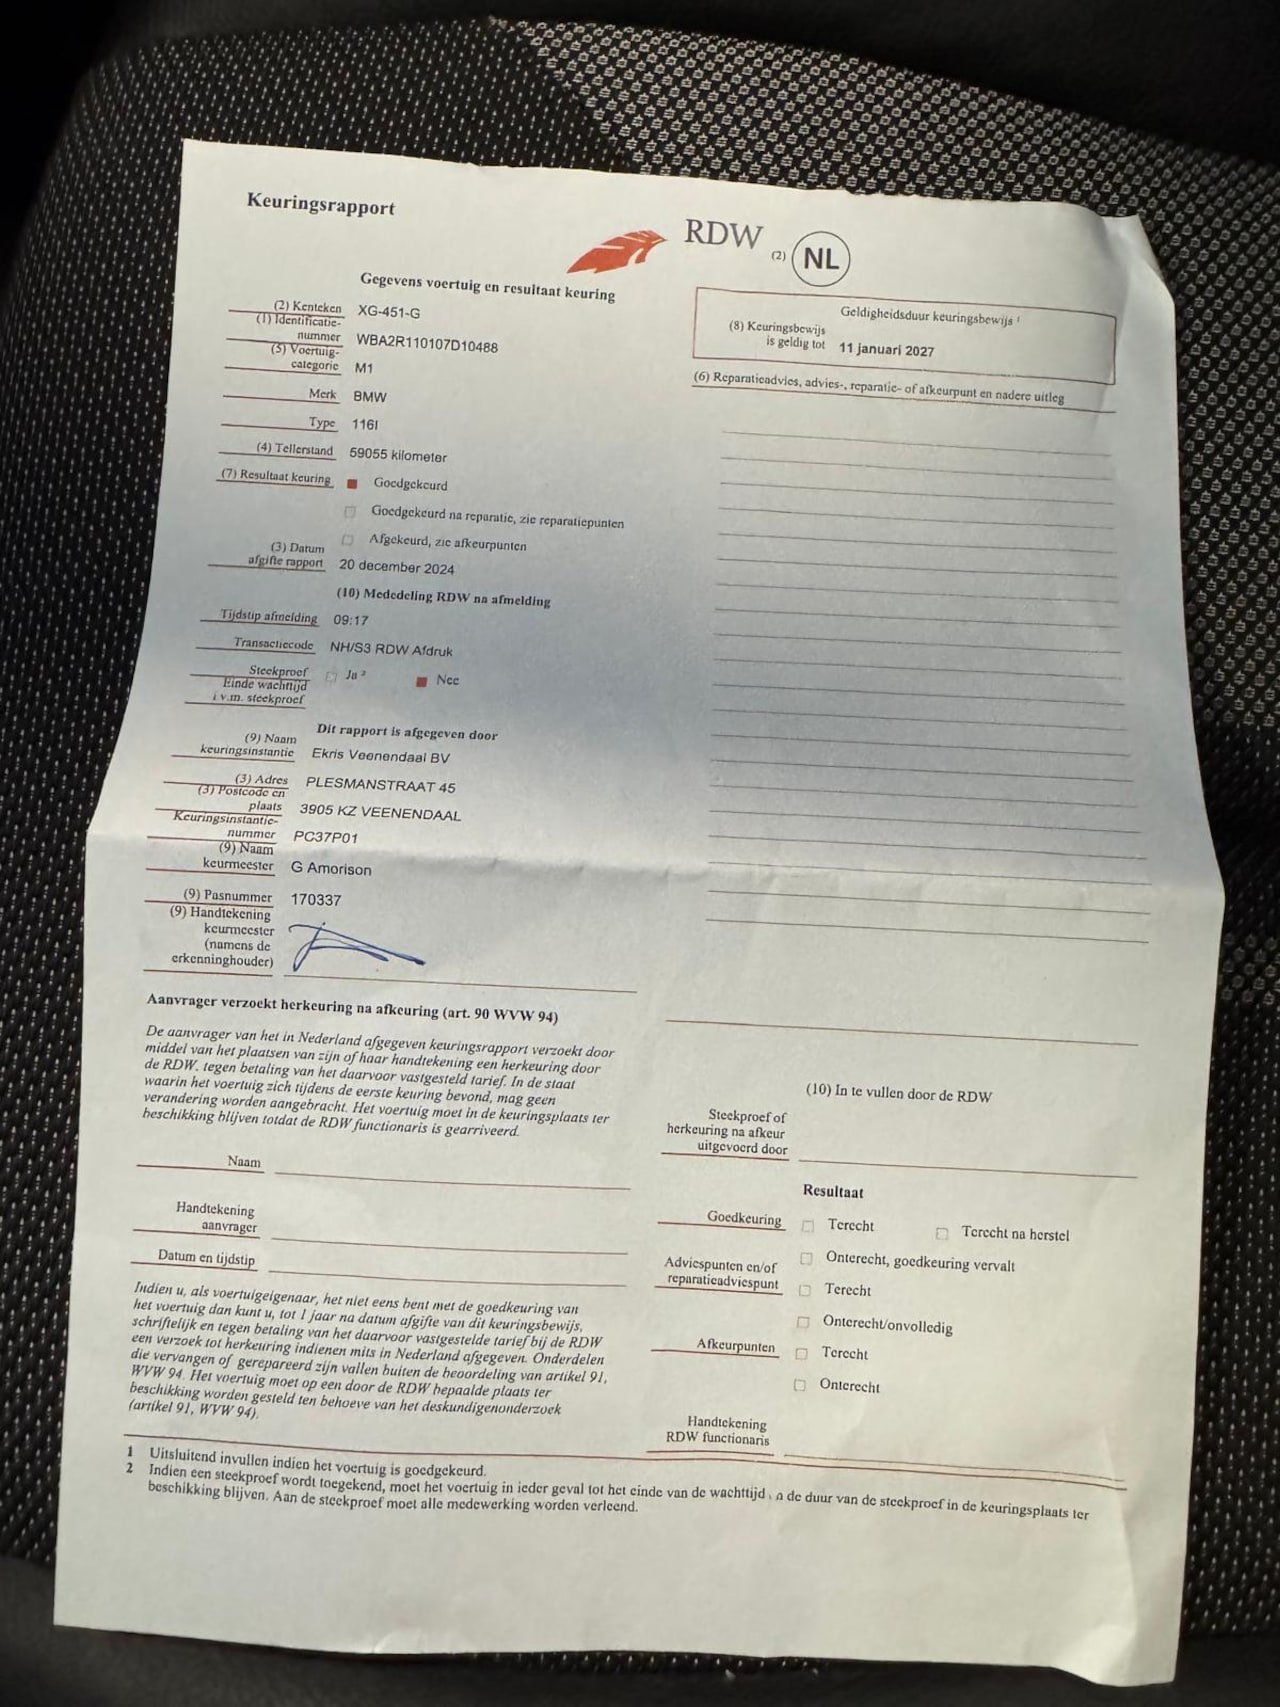 Keuringsrapport
RDW
(2) NL
Gegevens voertuig en resultaat keuring
(2) Kenteken XG-451-G
(1) Identificatie-
nummer WBA2R110107D10488
(5) Voertuig-
categorie M1
Merk BMW
Type 116I
(4) Tellerstand 59055 kilometer
(7) Resultaat keuring Goedgekeurd
Goedgekeurd na reparatie, zie reparatiepunten
Afgekeurd, zie afkeurpunten
(3) Datum
afgifte rapport 20 december 2024
(10) Mededeling RDW na afmelding
Tijdstip afmelding 09:17
Transactiecode NH/S3 RDW Afdruk
Steekproef Ja 2 Nee
Einde wachttijd
i.v.m. steekproef
Dit rapport is afgegeven door
(9) Naam
keuringsinstantie Ekris Veenendaal BV
(3) Adres PLESMANSTRAAT 45
(3) Postcode en
plaats 3905 KZ VEENENDAAL
Keuringsinstantie-
nummer PC37P01
(9) Naam
keurmeester G Amorison
(9) Pasnummer 170337
(9) Handtekening
keurmeester
(namens de
erkenninghouder)
Geldigheidsduur keuringsbewijs 1
(8) Keuringsbewijs
is geldig tot 11 januari 2027
(6) Reparatieadvies, advies-, reparatie- of afkeurpunt en nadere uitleg
Aanvrager verzoekt herkeuring na afkeuring (art. 90 WVW 94)
De aanvrager van het in Nederland afgegeven keuringsrapport verzoekt door
middel van het plaatsen van zijn of haar handtekening een herkeuring door
de RDW, tegen betaling van het daarvoor vastgesteld tarief. In de staat
waarin het voertuig zich tijdens de eerste keuring bevond, mag geen
verandering worden aangebracht. Het voertuig moet in de keuringsplaats ter
beschikking blijven totdat de RDW functionaris is gearriveerd.
Naam
Handtekening
aanvrager
Datum en tijdstip
Indien u, als voertuigeigenaar, het niet eens bent met de goedkeuring van
het voertuig dan kunt u, tot 1 jaar na datum afgifte van dit keuringsbewijs,
schriftelijk en tegen betaling van het daarvoor vastgestelde tarief bij de RDW
een verzoek tot herkeuring indienen mits in Nederland afgegeven. Onderdelen
die vervangen of gerepareerd zijn vallen buiten de beoordeling van artikel 91,
WVW 94. Het voertuig moet op een door de RDW bepaalde plaats ter
beschikking worden gesteld ten behoeve van het deskundigenonderzoek
(artikel 91, WVW 94).
(10) In te vullen door de RDW
Steekproef of
herkeuring na afkeur
uitgevoerd door
Resultaat
Goedkeuring Terecht Terecht na herstel
Onterecht, goedkeuring vervalt
Adviespunten en/of
reparatieadviespunt Terecht
Onterecht/onvolledig
Afkeurpunten Terecht
Onterecht
Handtekening
RDW functionaris
1 Uitsluitend invullen indien het voertuig is goedgekeurd.
2 Indien een steekproef wordt toegekend, moet het voertuig in ieder geval tot het einde van de wachttijd de duur van de steekproef in de keuringsplaats ter
beschikking blijven. Aan de steekproef moet alle medewerking worden verleend.